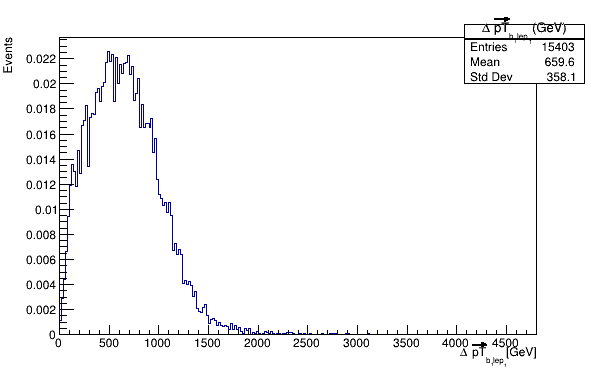 Δ pT b₁lep₁ (GeV)
Entries 15403
Mean 659.6
Std Dev 358.1
Events
0.022
0.02
0.018
0.016
0.014
0.012
0.01
0.008
0.006
0.004
0.002
0
0 500 1000 1500 2000 2500 3000 3500 4000 4500
Δ pT b₁lep₁ [GeV]